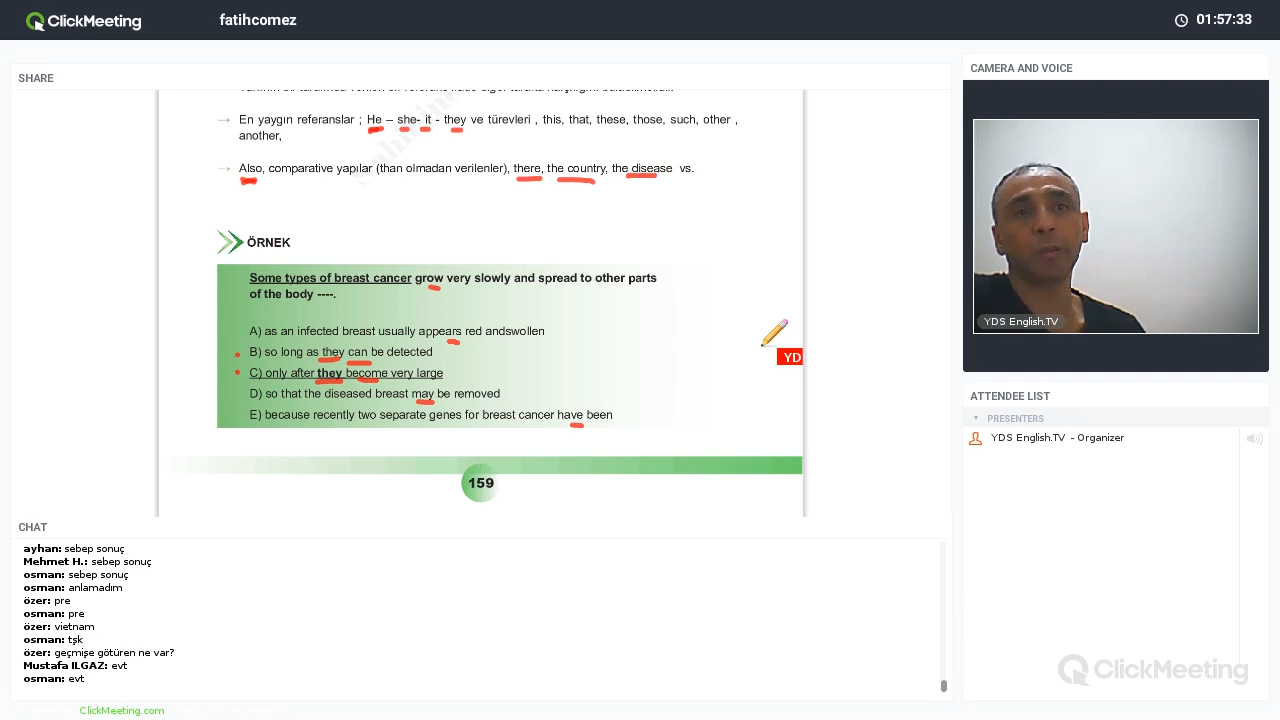 ClickMeeting
fatihcomez
01:57:33
SHARE
En yaygın referanslar ; He – she- it - they ve türevleri , this, that, these, those, such, other ,
another,
Also, comparative yapılar (than olmadan verilenler), there, the country, the disease vs.
ÖRNEK
Some types of breast cancer grow very slowly and spread to other parts
of the body ----.
A) as an infected breast usually appears red andswollen
B) so long as they can be detected
C) only after they become very large
D) so that the diseased breast may be removed
E) because recently two separate genes for breast cancer have been
YD
159
CHAT
ayhan: sebep sonuç
Mehmet H.: sebep sonuç
osman: sebep sonuç
osman: anlamadım
özer: pre
osman: pre
özer: vietnam
osman: tşk
özer: geçmişe götüren ne var?
Mustafa ILGAZ: evt
osman: evt
ClickMeeting.com
CAMERA AND VOICE
YDS English.TV
ATTENDEE LIST
PRESENTERS
YDS English.TV - Organizer
ClickMeeting